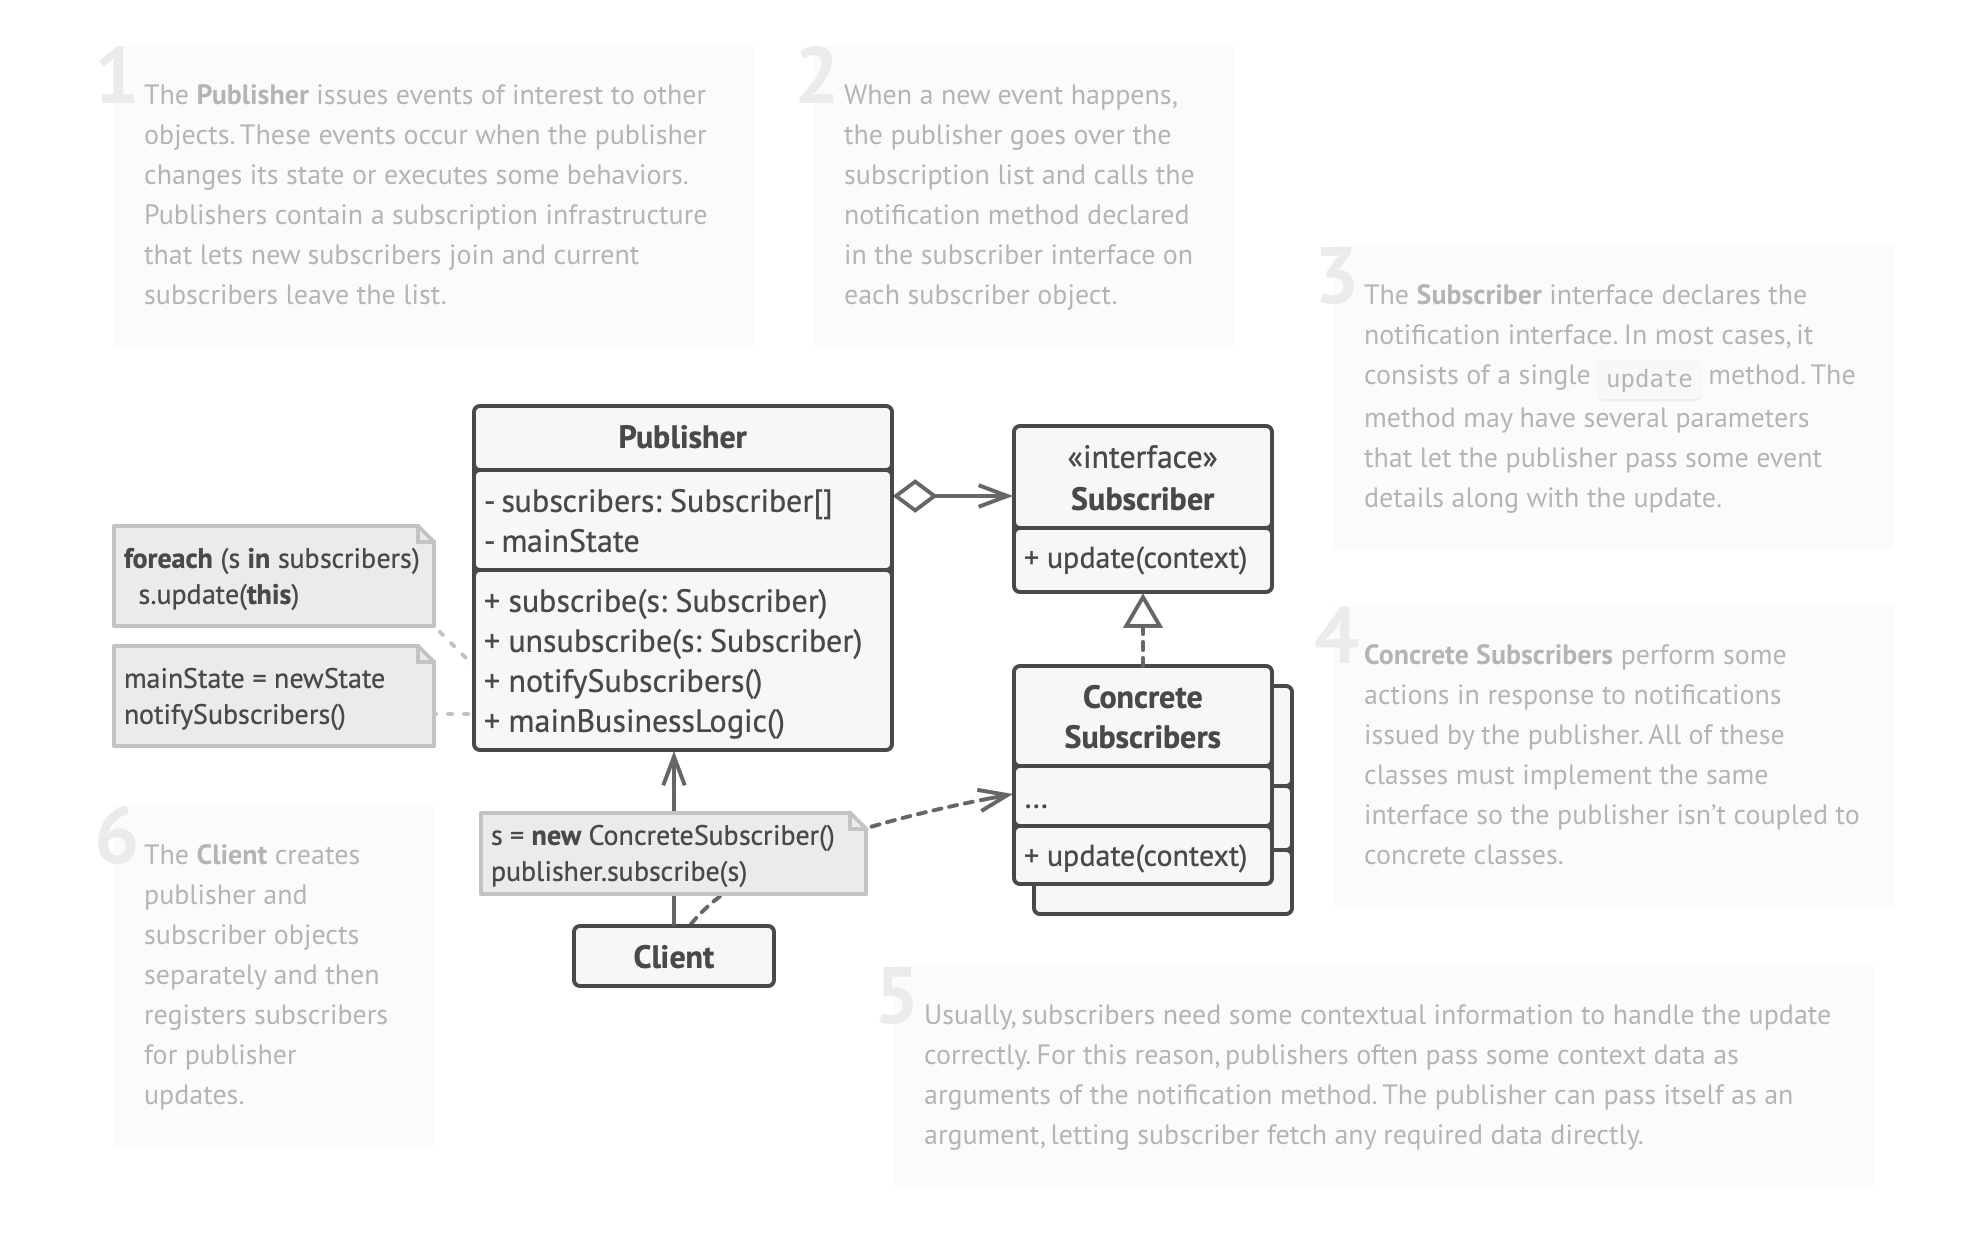 1
The Publisher issues events of interest to other
objects. These events occur when the publisher
changes its state or executes some behaviors.
Publishers contain a subscription infrastructure
that lets new subscribers join and current
subscribers leave the list.
2
When a new event happens,
the publisher goes over the
subscription list and calls the
notification method declared
in the subscriber interface on
each subscriber object.
3
The Subscriber interface declares the
notification interface. In most cases, it
consists of a single update method. The
method may have several parameters
that let the publisher pass some event
details along with the update.
Publisher
- subscribers: Subscriber[]
- mainState
+ subscribe(s: Subscriber)
+ unsubscribe(s: Subscriber)
+ notifySubscribers()
+ mainBusinessLogic()
«interface»
Subscriber
+ update(context)
foreach (s in subscribers)
s.update(this)
mainState = newState
notifySubscribers()
4
Concrete Subscribers perform some
actions in response to notifications
issued by the publisher. All of these
classes must implement the same
interface so the publisher isn’t coupled to
concrete classes.
Concrete
Subscribers
...
+ update(context)
s = new ConcreteSubscriber()
publisher.subscribe(s)
Client
6
The Client creates
publisher and
subscriber objects
separately and then
registers subscribers
for publisher
updates.
5
Usually, subscribers need some contextual information to handle the update
correctly. For this reason, publishers often pass some context data as
arguments of the notification method. The publisher can pass itself as an
argument, letting subscriber fetch any required data directly.